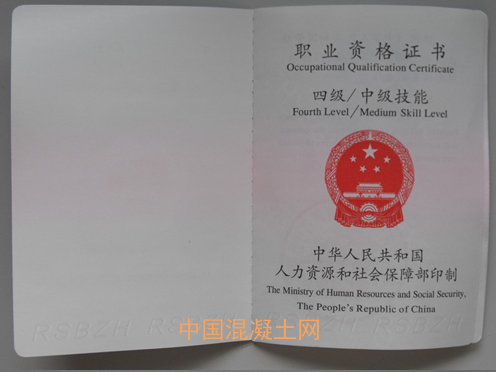 职业资格证书
Occupational Qualification Certificate
四级/中级技能
Fourth Level/Medium Skill Level
中华人民共和国
人力资源和社会保障部印制
The Ministry of Human Resources and Social Security,
The People's Republic of China
RSBZH RSBZH RSBZH
中国混凝土网